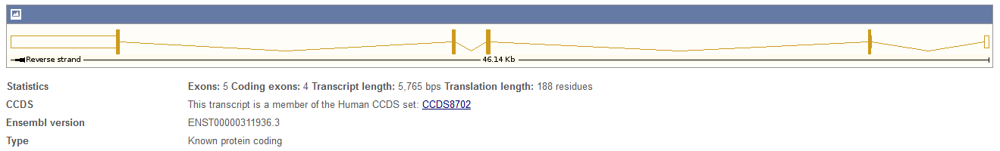 Reverse strand 46.14 Kb
Statistics Exons: 5 Coding exons: 4 Transcript length: 5,765 bps Translation length: 188 residues
CCDS This transcript is a member of the Human CCDS set: CCDS8702
Ensembl version ENST00000311936.3
Type Known protein coding